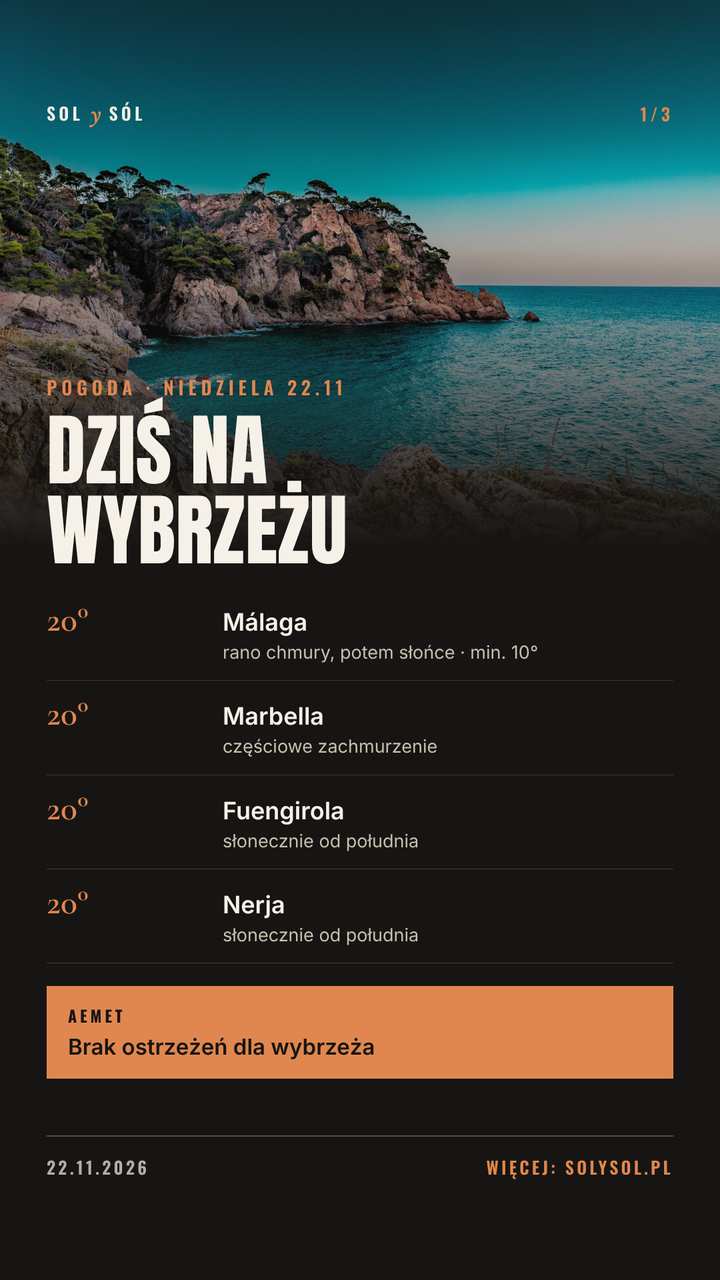 SOL y SÓL
1/3
POGODA · NIEDZIELA 22.11
DZIŚ NA
WYBRZEŻU
20°
Málaga
rano chmury, potem słońce · min. 10°
20°
Marbella
częściowe zachmurzenie
20°
Fuengirola
słonecznie od południa
20°
Nerja
słonecznie od południa
AEMET
Brak ostrzeżeń dla wybrzeża
22.11.2026
WIĘCEJ: SOLYSOL.PL